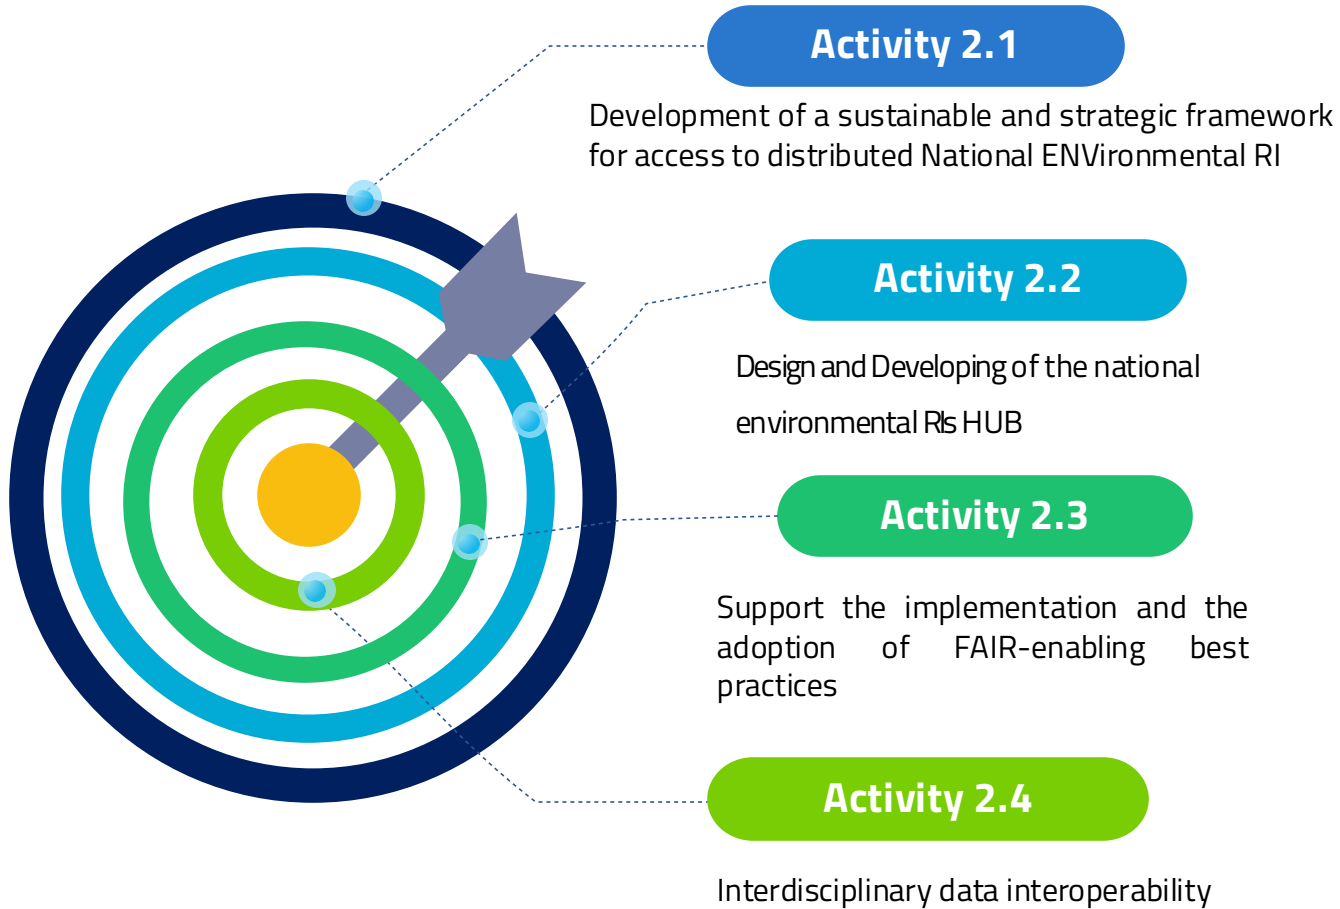 Activity 2.1
Development of a sustainable and strategic framework
for access to distributed National ENVironmental RI
Activity 2.2
Design and Developing of the national
environmental RIs HUB
Activity 2.3
Support the implementation and the
adoption of FAIR-enabling best
practices
Activity 2.4
Interdisciplinary data interoperability